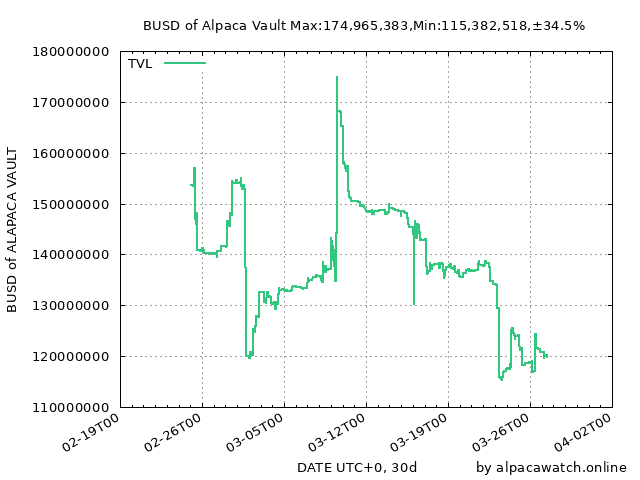 BUSD of Alpaca Vault Max:174,965,383,Min:115,382,518,±34.5%
TVL
BUSD of ALAPACA VAULT
180000000
170000000
160000000
150000000
140000000
130000000
120000000
110000000
02-19T00
02-26T00
03-05T00
03-12T00
03-19T00
03-26T00
04-02T00
DATE UTC+0, 30d
by alpacawatch.online